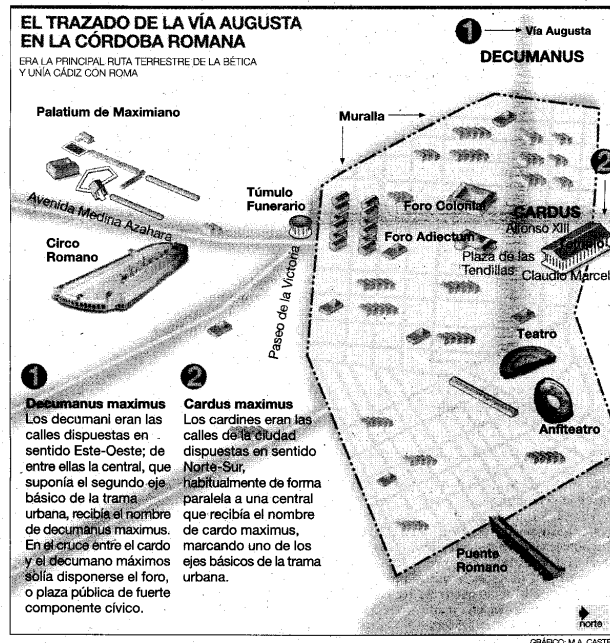 EL TRAZADO DE LA VÍA AUGUSTA
EN LA CÓRDOBA ROMANA
ERA LA PRINCIPAL RUTA TERRESTRE DE LA BÉTICA
Y UNÍA CÁDIZ CON ROMA
1
Vía Augusta
DECUMANUS
Palatium de Maximiano
Muralla
2
Avenida Medina Azahara
Túmulo
Funerario
Foro Colonial
CARDUS
Alfonso XIII
Circo
Romano
Foro Adiectum
Templo
Plaza de las
Tendillas
Claudio Marcel
Paseo de la Victoria
Teatro
Anfiteatro
Puente
Romano
1
Decumanus maximus
Los decumani eran las
calles dispuestas en
sentido Este-Oeste; de
entre ellas la central, que
suponía el segundo eje
básico de la trama
urbana, recibía el nombre
de decumanus maximus.
En el cruce entre el cardo
y el decumano máximos
solía disponerse el foro,
o plaza pública de fuerte
componente cívico.
2
Cardus maximus
Los cardines eran las
calles de la ciudad
dispuestas en sentido
Norte-Sur,
habitualmente de forma
paralela a una central
que recibía el nombre
de cardo maximus,
marcando uno de los
ejes básicos de la trama
urbana.
norte
GRÁFICO: M.A. CASTE